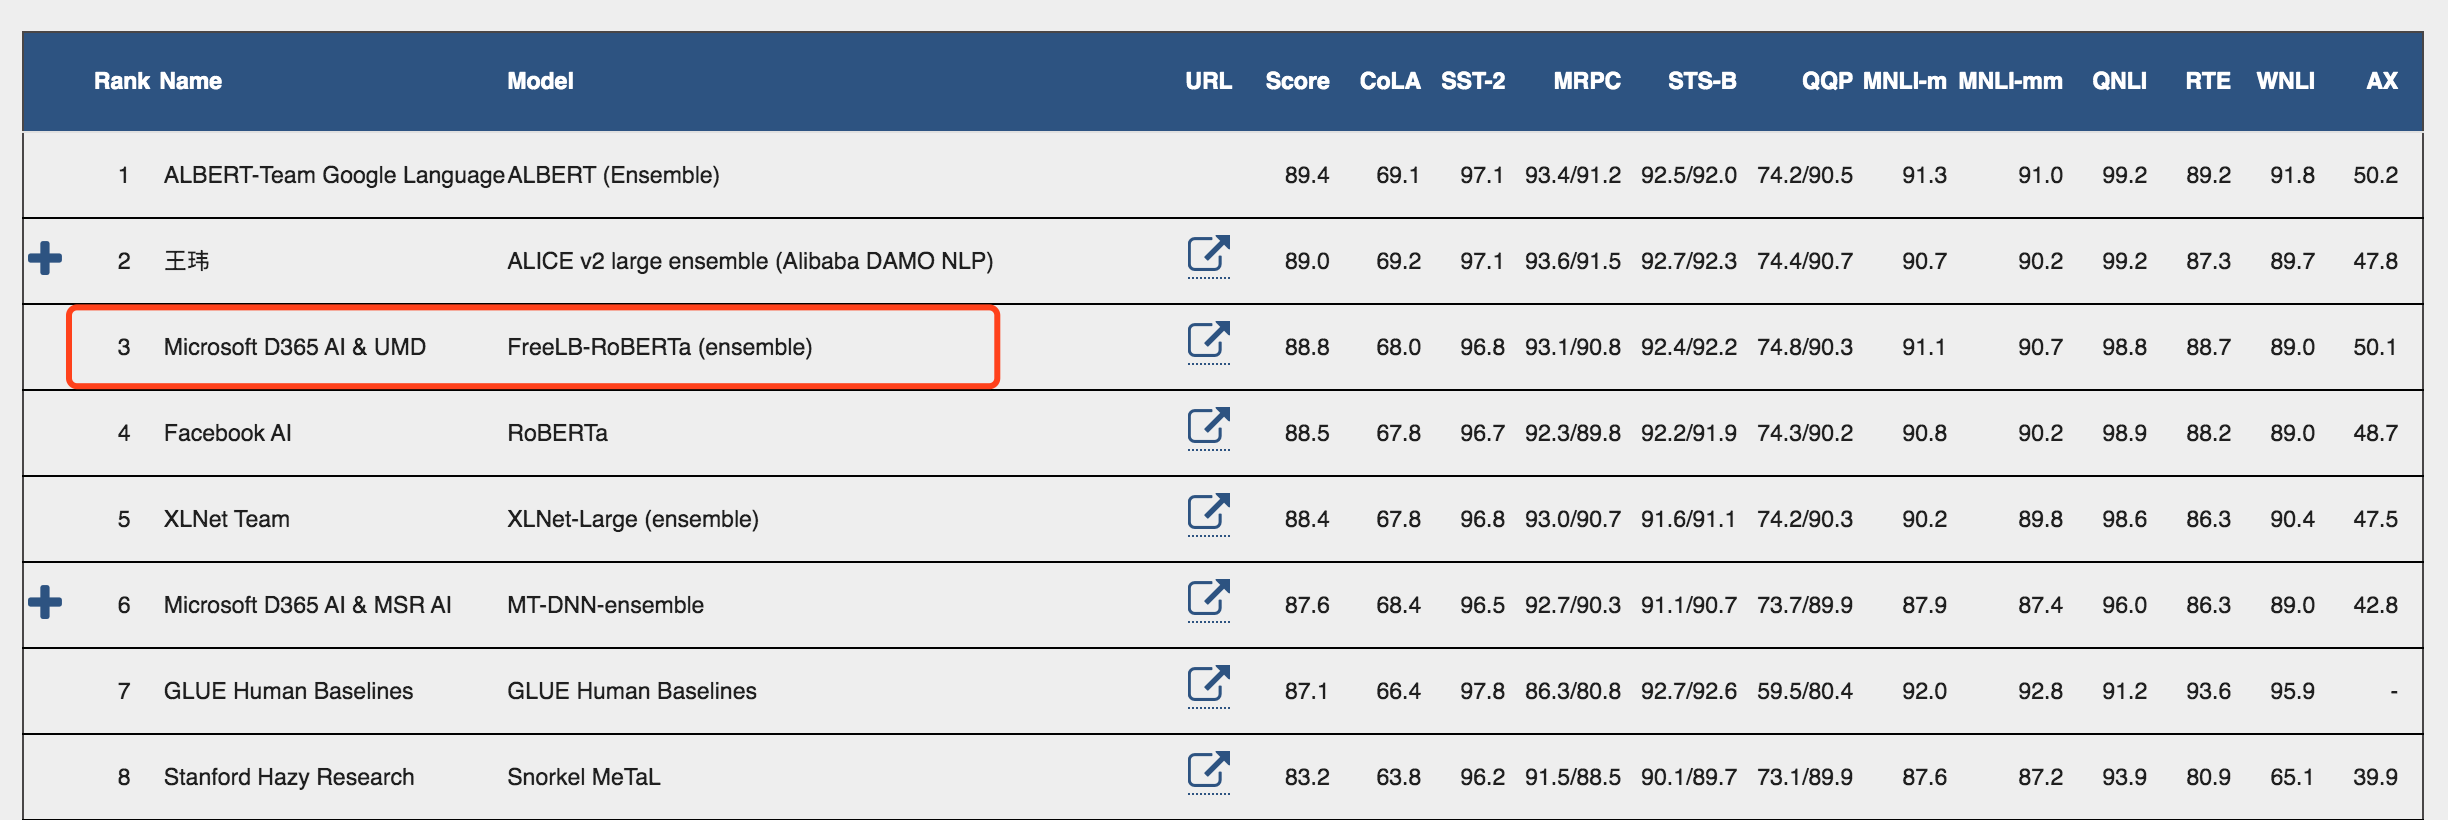 Rank Name Model URL Score CoLA SST-2 MRPC STS-B QQP MNLI-m MNLI-mm QNLI RTE WNLI AX
1 ALBERT-Team Google Language ALBERT (Ensemble) 89.4 69.1 97.1 93.4/91.2 92.5/92.0 74.2/90.5 91.3 91.0 99.2 89.2 91.8 50.2
2 王玮 ALICE v2 large ensemble (Alibaba DAMO NLP) 89.0 69.2 97.1 93.6/91.5 92.7/92.3 74.4/90.7 90.7 90.2 99.2 87.3 89.7 47.8
3 Microsoft D365 AI & UMD FreeLB-RoBERTa (ensemble) 88.8 68.0 96.8 93.1/90.8 92.4/92.2 74.8/90.3 91.1 90.7 98.8 88.7 89.0 50.1
4 Facebook AI RoBERTa 88.5 67.8 96.7 92.3/89.8 92.2/91.9 74.3/90.2 90.8 90.2 98.9 88.2 89.0 48.7
5 XLNet Team XLNet-Large (ensemble) 88.4 67.8 96.8 93.0/90.7 91.6/91.1 74.2/90.3 90.2 89.8 98.6 86.3 90.4 47.5
6 Microsoft D365 AI & MSR AI MT-DNN-ensemble 87.6 68.4 96.5 92.7/90.3 91.1/90.7 73.7/89.9 87.9 87.4 96.0 86.3 89.0 42.8
7 GLUE Human Baselines GLUE Human Baselines 87.1 66.4 97.8 86.3/80.8 92.7/92.6 59.5/80.4 92.0 92.8 91.2 93.6 95.9 -
8 Stanford Hazy Research Snorkel MeTaL 83.2 63.8 96.2 91.5/88.5 90.1/89.7 73.1/89.9 87.6 87.2 93.9 80.9 65.1 39.9